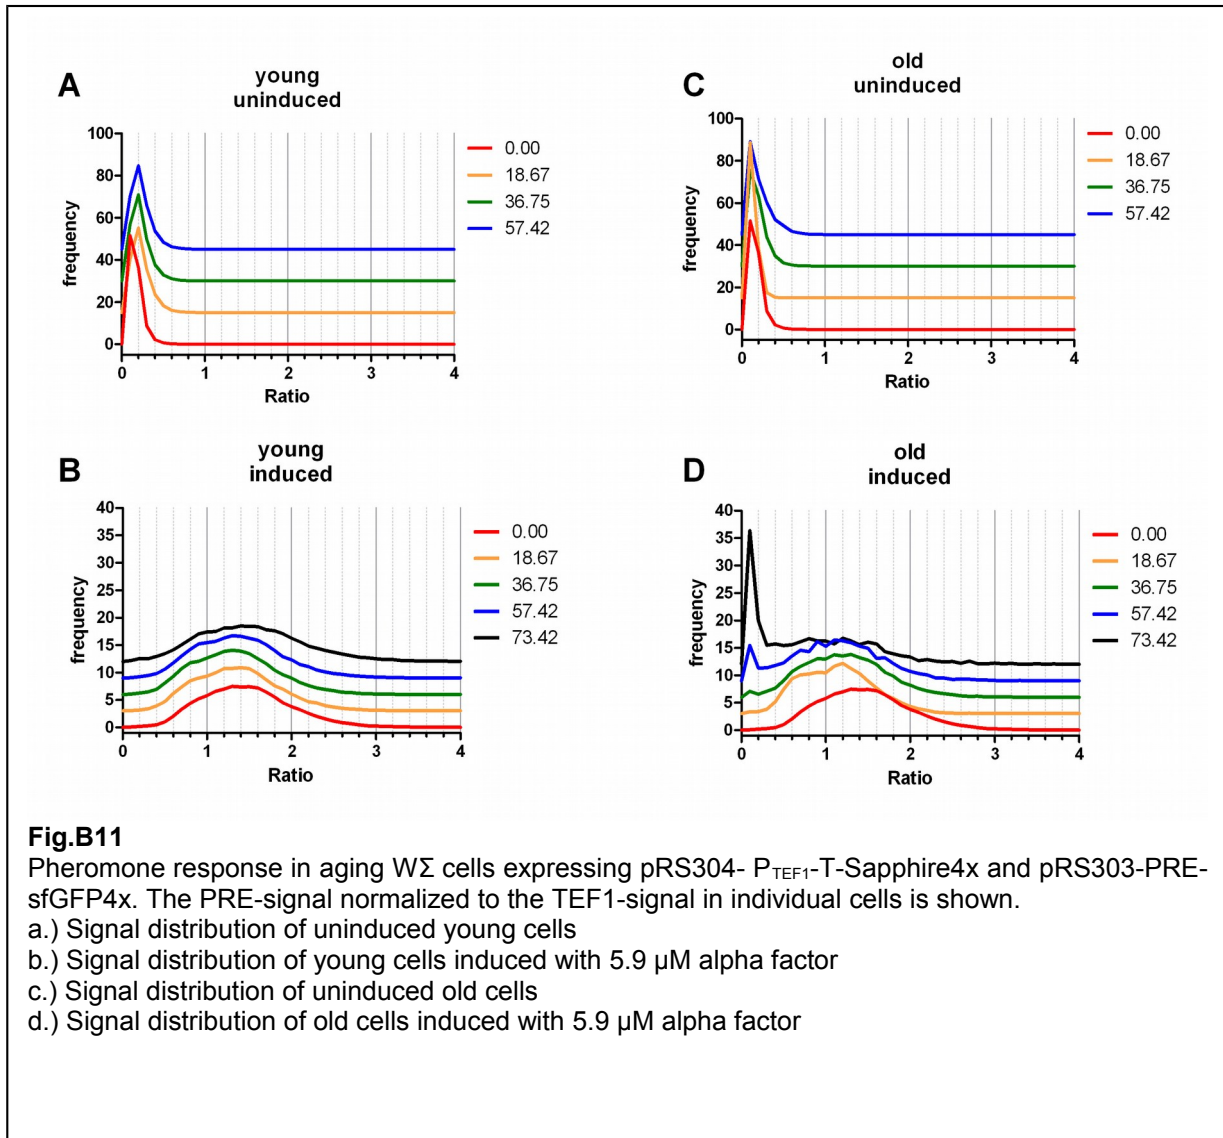 A
young
uninduced
100
80
60
40
20
0
frequency
0 1 2 3 4
Ratio
0.00
18.67
36.75
57.42
C
old
uninduced
100
80
60
40
20
0
frequency
0 1 2 3 4
Ratio
0.00
18.67
36.75
57.42
B
young
induced
40
35
30
25
20
15
10
5
0
frequency
0 1 2 3 4
Ratio
0.00
18.67
36.75
57.42
73.42
D
old
induced
40
35
30
25
20
15
10
5
0
frequency
0 1 2 3 4
Ratio
0.00
18.67
36.75
57.42
73.42
Fig.B11
Pheromone response in aging WΣ cells expressing pRS304- PTEF1-T-Sapphire4x and pRS303-PRE-
sfGFP4x. The PRE-signal normalized to the TEF1-signal in individual cells is shown.
a.) Signal distribution of uninduced young cells
b.) Signal distribution of young cells induced with 5.9 µM alpha factor
c.) Signal distribution of uninduced old cells
d.) Signal distribution of old cells induced with 5.9 µM alpha factor